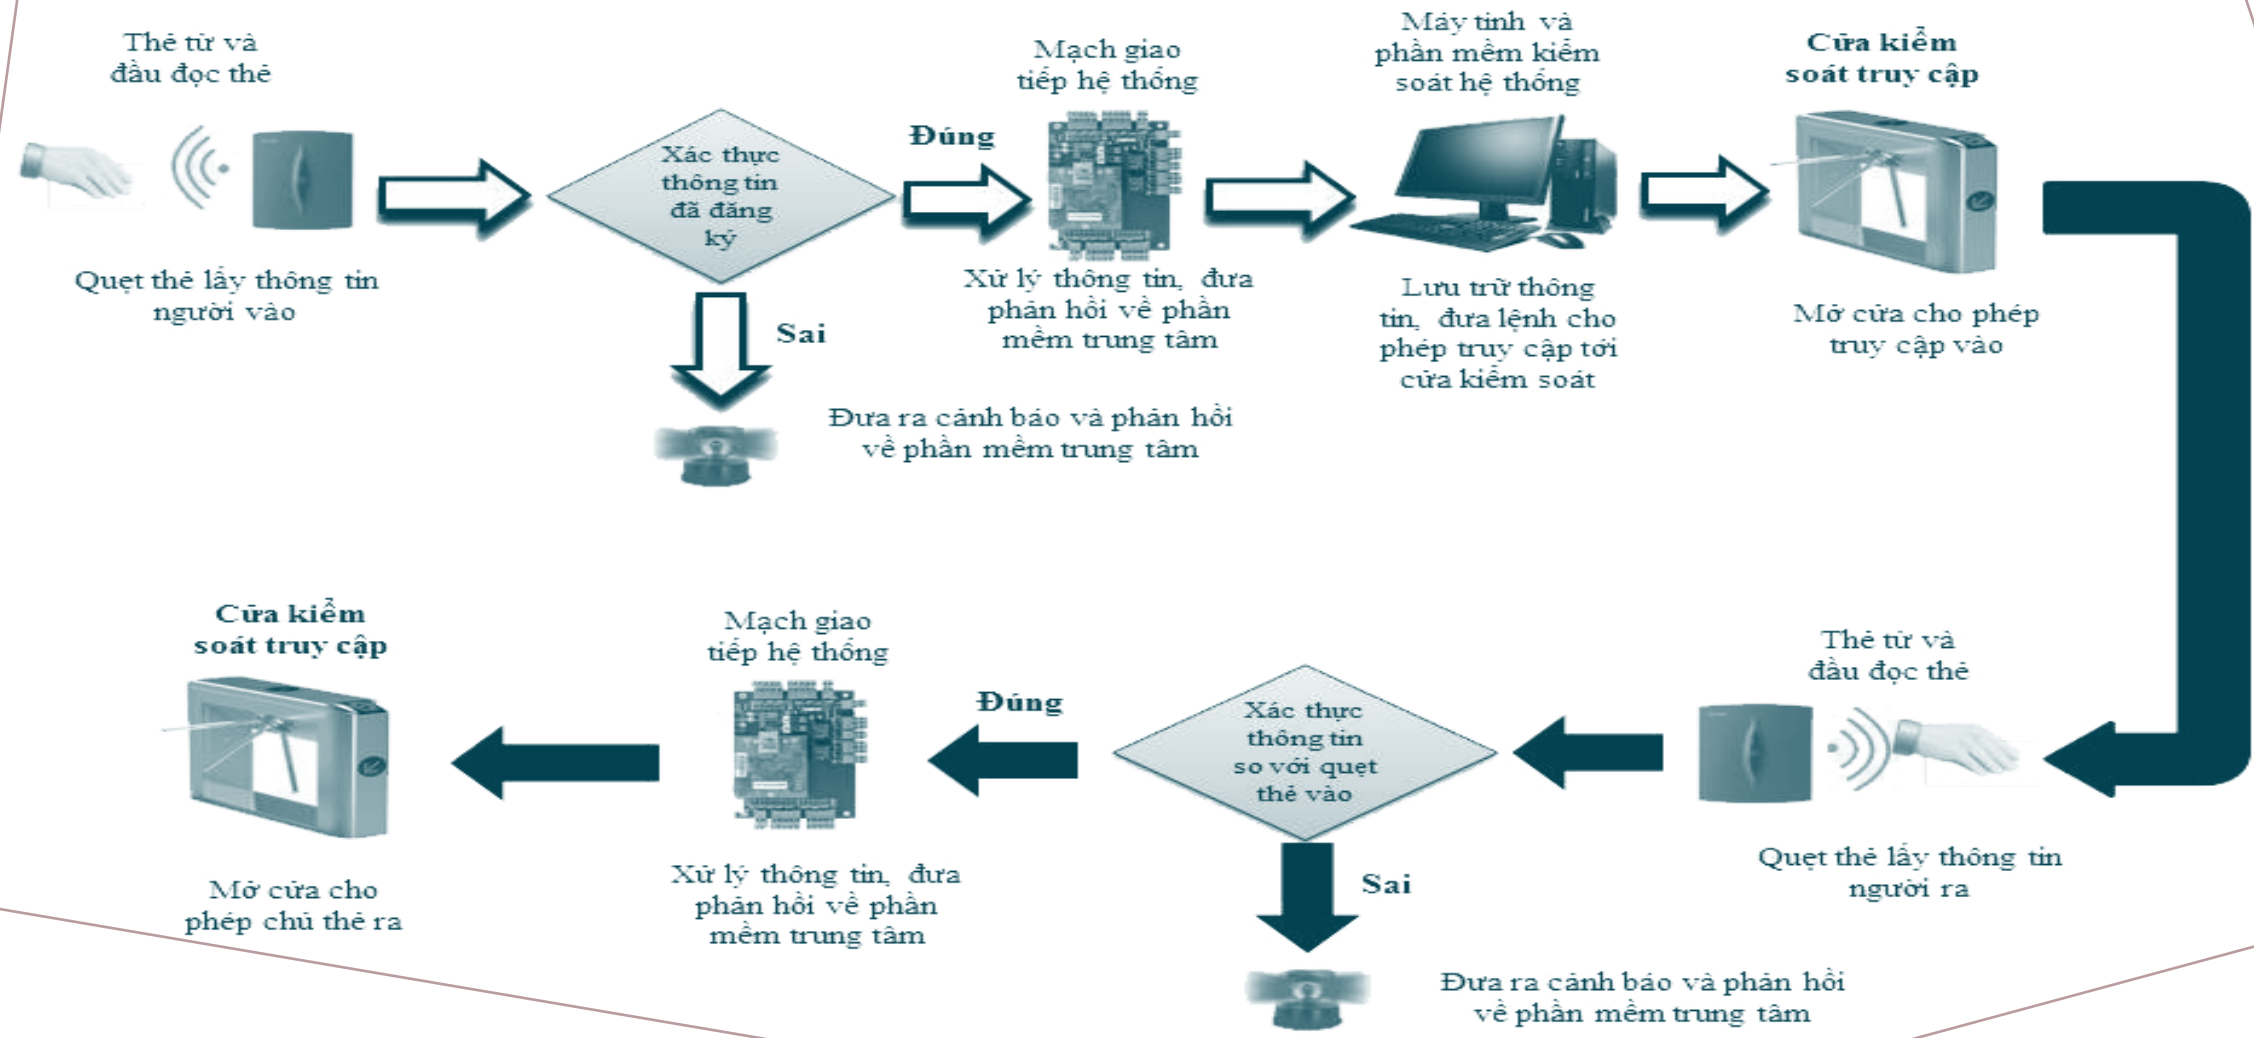 Thẻ từ và
đầu đọc thẻ
Quẹt thẻ lấy thông tin
người vào
Xác thực
thông tin
đã đăng
ký
Đúng
Sai
Đưa ra cảnh báo và phản hồi
về phần mềm trung tâm
Mạch giao
tiếp hệ thống
Xử lý thông tin, đưa
phản hồi về phần
mềm trung tâm
Máy tính và
phần mềm kiểm
soát hệ thống
Lưu trữ thông
tin, đưa lệnh cho
phép truy cập tới
cửa kiểm soát
Cửa kiểm
soát truy cập
Mở cửa cho phép
truy cập vào
Thẻ từ và
đầu đọc thẻ
Quẹt thẻ lấy thông tin
người ra
Xác thực
thông tin
so với quẹt
thẻ vào
Đúng
Sai
Đưa ra cảnh báo và phản hồi
về phần mềm trung tâm
Mạch giao
tiếp hệ thống
Xử lý thông tin, đưa
phản hồi về phần
mềm trung tâm
Cửa kiểm
soát truy cập
Mở cửa cho
phép chủ thẻ ra